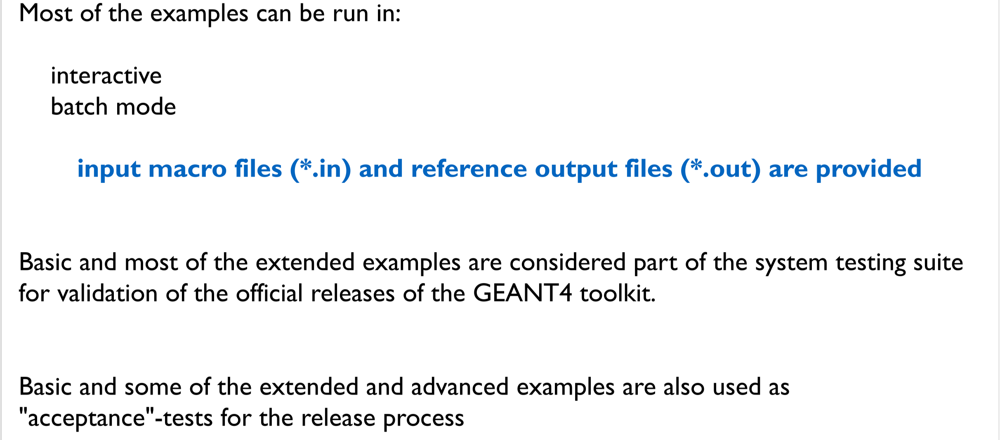 Most of the examples can be run in:
interactive
batch mode
input macro files (*.in) and reference output files (*.out) are provided
Basic and most of the extended examples are considered part of the system testing suite
for validation of the official releases of the GEANT4 toolkit.
Basic and some of the extended and advanced examples are also used as
"acceptance"-tests for the release process